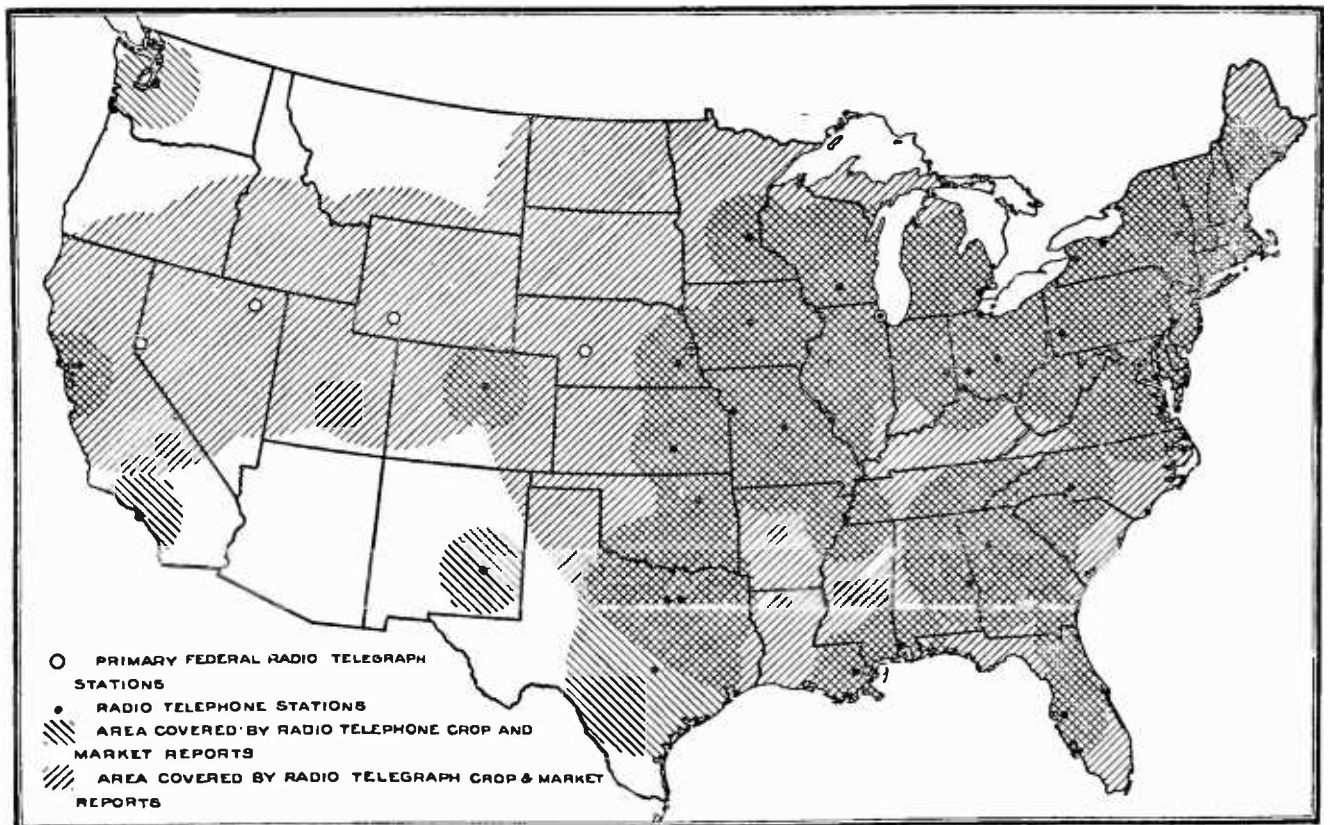 PRIMARY FEDERAL RADIO TELEGRAPH
STATIONS
RADIO TELEPHONE STATIONS
AREA COVERED BY RADIO TELEPHONE CROP AND
MARKET REPORTS
AREA COVERED BY RADIO TELEGRAPH CROP & MARKET
REPORTS